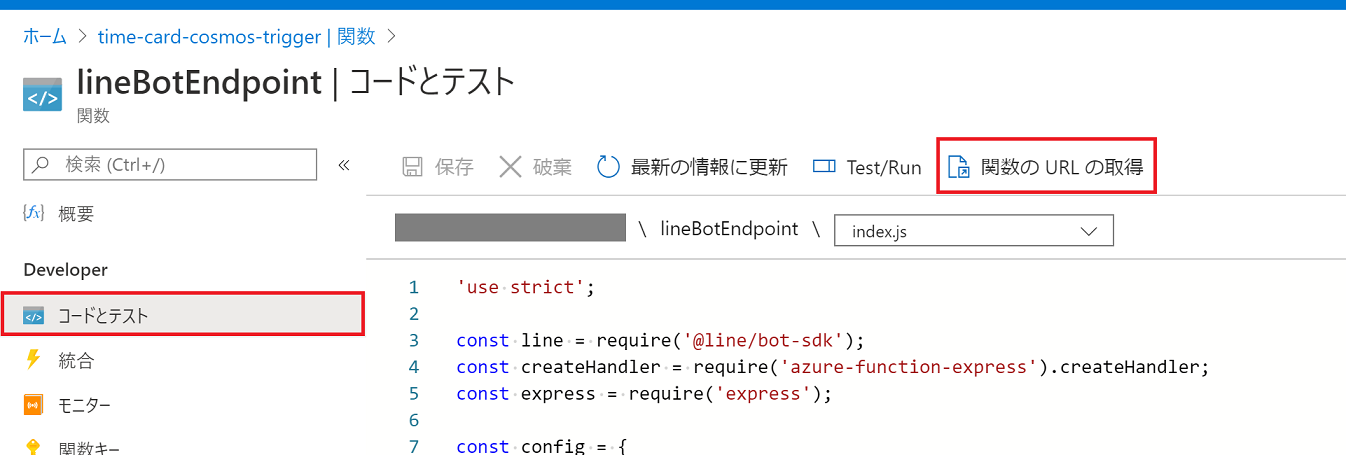 ホーム > time-card-cosmos-trigger | 関数 >
lineBotEndpoint | コードとテスト
関数
検索 (Ctrl+/)
«
保存 破棄 最新の情報に更新 Test/Run 関数の URL の取得
{fx} 概要
\ lineBotEndpoint \ index.js
Developer
コードとテスト
統合
モニター
関数キー
1 'use strict';
2
3 const line = require('@line/bot-sdk');
4 const createHandler = require('azure-function-express').createHandler;
5 const express = require('express');
6
7 const config = {